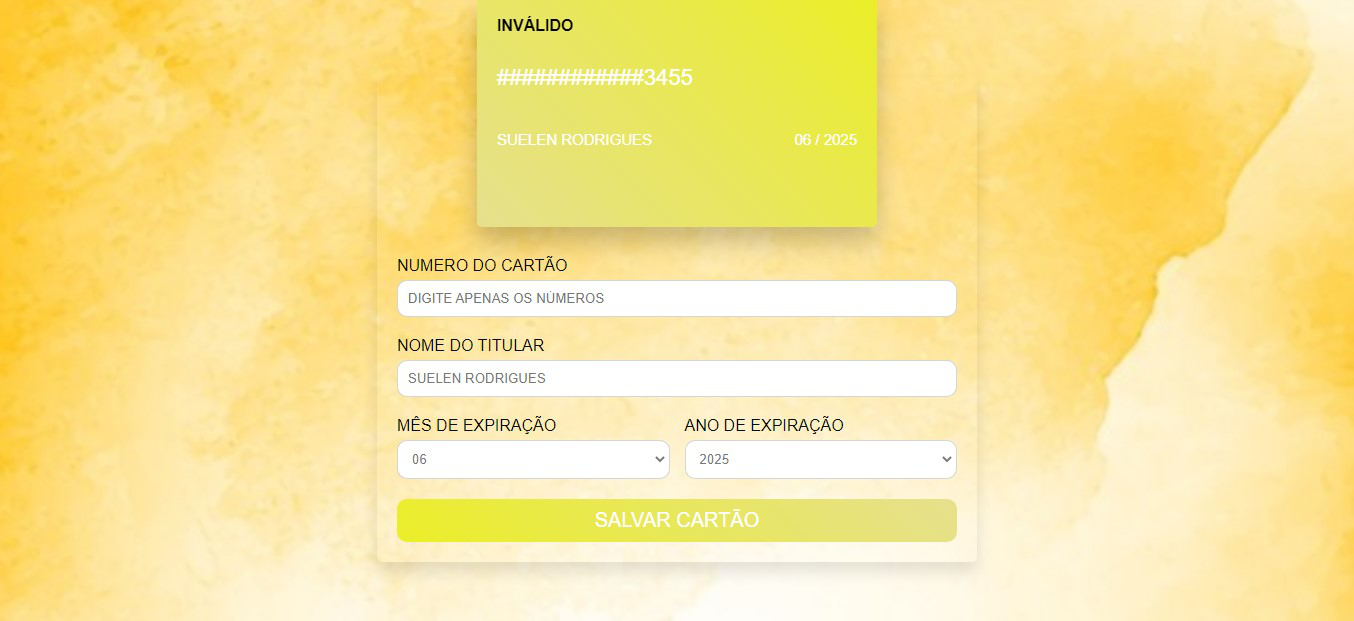 INVÁLIDO
############3455
SUELEN RODRIGUES 06 / 2025
NUMERO DO CARTÃO
DIGITE APENAS OS NÚMEROS
NOME DO TITULAR
SUELEN RODRIGUES
MÊS DE EXPIRAÇÃO ANO DE EXPIRAÇÃO
06 2025
SALVAR CARTÃO